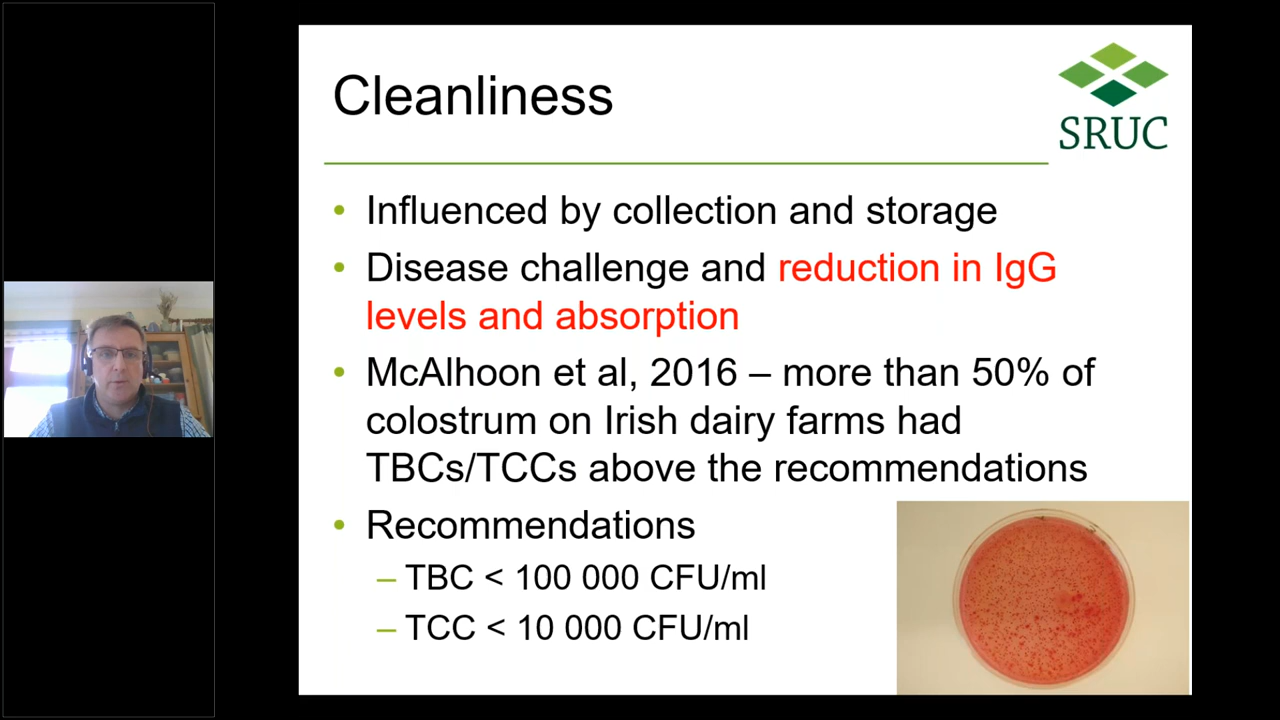 Cleanliness
SRUC
• Influenced by collection and storage
• Disease challenge and reduction in IgG
levels and absorption
• McAlhoon et al, 2016 – more than 50% of
colostrum on Irish dairy farms had
TBCs/TCCs above the recommendations
• Recommendations
– TBC < 100 000 CFU/ml
– TCC < 10 000 CFU/ml